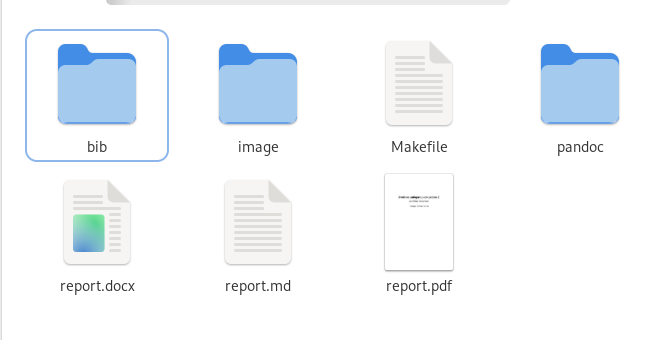 bib
image
Makefile
pandoc
report.docx
report.md
report.pdf